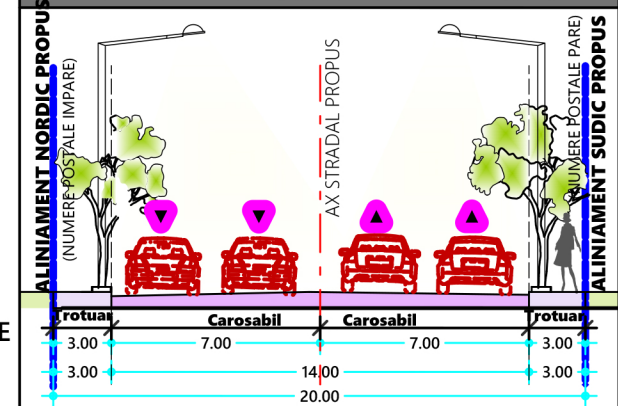 ALINIAMENT NORDIC PROPUS
(NUMERE POSTALE IMPARE)
AX STRADAL PROPUS
(NUMERE POSTALE PARE)
ALINIAMENT SUDIC PROPUS
Trotuar
Carosabil
Carosabil
Trotuar
E
3.00
7.00
7.00
3.00
3.00
14.00
3.00
20.00